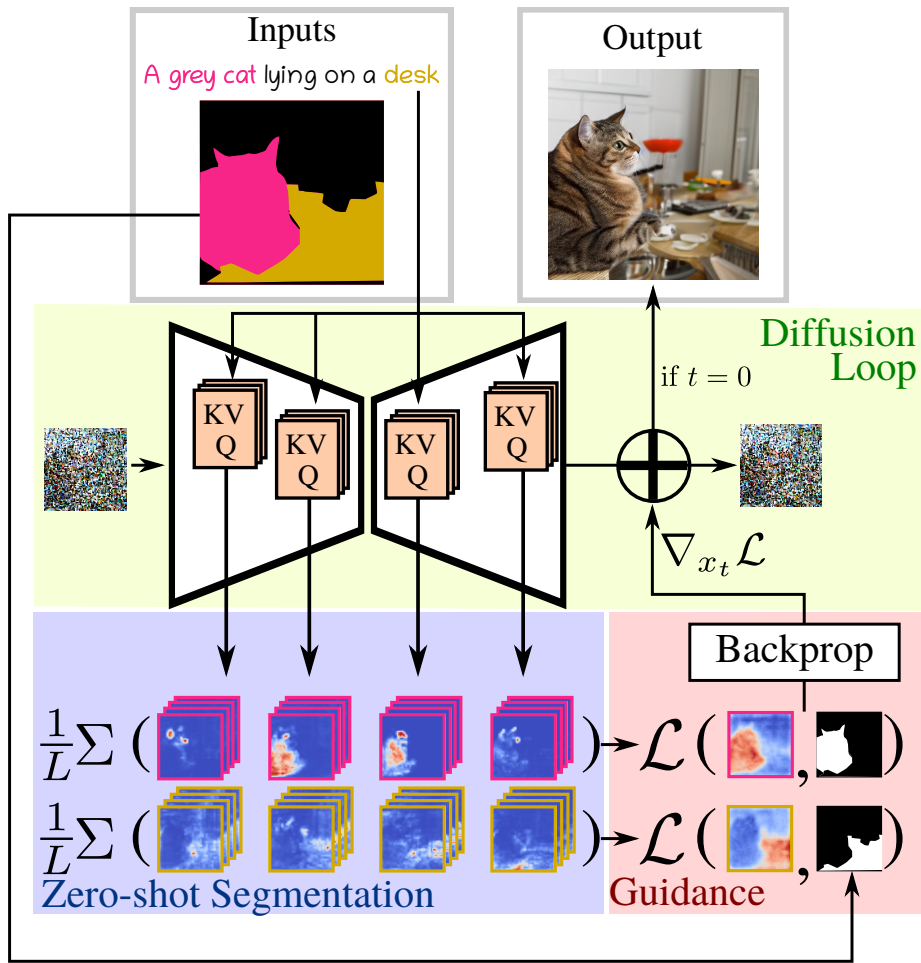 Inputs
A grey cat lying on a desk
Output
Diffusion
Loop
if t = 0
KV
Q
KV
Q
KV
Q
KV
Q
∇_{x_t} ℒ
Backprop
1/L Σ ( ) ℒ ( , )
1/L Σ ( ) ℒ ( , )
Zero-shot Segmentation
Guidance